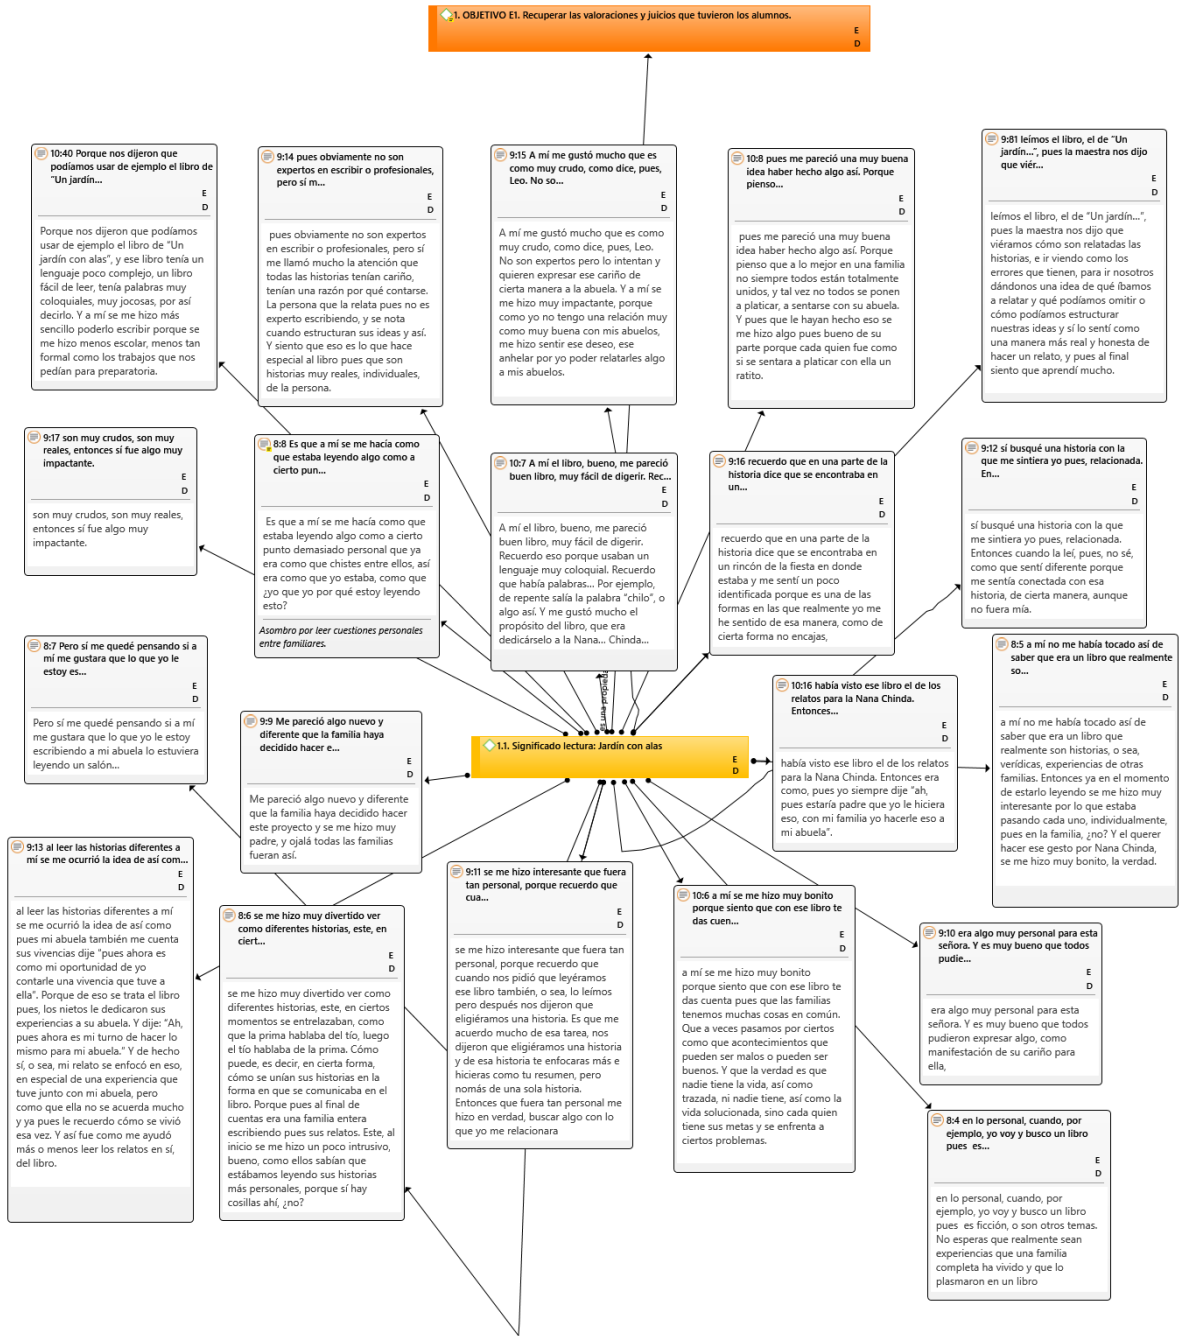 1. OBJETIVO E1. Recuperar las valoraciones y juicios que tuvieron los alumnos.
E
D
10:40 Porque nos dijeron que
podíamos usar de ejemplo el libro de
“Un jardín...
E
D
Porque nos dijeron que podíamos
usar de ejemplo el libro de "Un
jardín con alas", y ese libro tenía un
lenguaje poco complejo, un libro
fácil de leer, tenía palabras muy
coloquiales, muy jocosas, por así
decirlo. Y a mí se me hizo más
sencillo poderlo escribir porque se
me hizo menos escolar, menos tan
formal como los trabajos que nos
pedían para preparatoria.
9:14 pues obviamente no son
expertos en escribir o profesionales,
pero sí m...
E
D
pues obviamente no son expertos
en escribir o profesionales, pero sí
me llamó mucho la atención que
todas las historias tenían cariño,
tenían una razón por qué contarse.
La persona que la relata pues no es
experto escribiendo, y se nota
cuando estructuran sus ideas y así.
Y siento que eso es lo que hace
especial al libro pues que son
historias muy reales, individuales,
de la persona.
9:15 A mí me gustó mucho que es
como muy crudo, como dice, pues,
Leo. No so...
E
D
A mí me gustó mucho que es como
muy crudo, como dice, pues, Leo.
No son expertos pero lo intentan y
quieren expresar ese cariño de
cierta manera a la abuela. Y a mí se
me hizo muy impactante, porque
como yo no tengo una relación muy
como muy buena con mis abuelos,
me hizo sentir ese deseo, ese
anhelar por yo poder relatarles algo
a mis abuelos.
10:8 pues me pareció una muy buena
idea haber hecho algo así. Porque
pienso...
E
D
pues me pareció una muy buena
idea haber hecho algo así. Porque
pienso que a lo mejor en una familia
no siempre todos están totalmente
unidos, y tal vez no todos se ponen
a platicar, a sentarse con su abuela.
Y pues que le hayan hecho eso se
me hizo algo pues bueno de su
parte porque cada quien fue como
si se sentara a platicar con ella un
ratito.
9:81 leímos el libro, el de “Un
jardín...”, pues la maestra nos dijo
que viér...
E
D
leímos el libro, el de "Un jardín...",
pues la maestra nos dijo que
viéramos cómo son relatadas las
historias, e ir viendo como los
errores que tienen, para ir nosotros
dándonos una idea de qué íbamos
a relatar y qué podíamos omitir o
cómo podíamos estructurar
nuestras ideas y sí lo sentí como
una manera más real y honesta de
hacer un relato, y pues al final
siento que aprendí mucho.
9:17 son muy crudos, son muy
reales, entonces sí fue algo muy
impactante.
E
D
son muy crudos, son muy reales,
entonces sí fue algo muy
impactante.
8:8 Es que a mí se me hacía como
que estaba leyendo algo como a
cierto pun...
E
D
Es que a mí se me hacía como que
estaba leyendo algo como a cierto
punto demasiado personal que ya
era como que chistes entre ellos, así
era como que yo estaba, como que
¿yo que yo por qué estoy leyendo
esto?
Asombro por leer cuestiones personales
entre familiares.
10:7 A mí el libro, bueno, me pareció
buen libro, muy fácil de digerir. Rec...
E
D
A mí el libro, bueno, me pareció
buen libro, muy fácil de digerir.
Recuerdo eso porque usaban un
lenguaje muy coloquial. Recuerdo
que había palabras... Por ejemplo,
de repente salía la palabra "chilo", o
algo así. Y me gustó mucho el
propósito del libro, que era
dedicárselo a la Nana... Chinda...
9:16 recuerdo que en una parte de la
historia dice que se encontraba en
un...
E
D
recuerdo que en una parte de la
historia dice que se encontraba en
un rincón de la fiesta en donde
estaba y me sentí un poco
identificada porque es una de las
formas en las que realmente yo me
he sentido de esa manera, como de
cierta forma no encajas,
9:12 sí busqué una historia con la
que me sintiera yo pues, relacionada.
En...
E
D
sí busqué una historia con la que
me sintiera yo pues, relacionada.
Entonces cuando la leí, pues, no sé,
como que sentí diferente porque
me sentía conectada con esa
historia, de cierta manera, aunque
no fuera mía.
8:7 Pero sí me quedé pensando si a
mí me gustara que lo que yo le
estoy es...
E
D
Pero sí me quedé pensando si a mí
me gustara que lo que yo le estoy
escribiendo a mi abuela lo estuviera
leyendo un salón...
8:5 a mí no me había tocado así de
saber que era un libro que realmente
so...
E
D
a mí no me había tocado así de
saber que era un libro que
realmente son historias, o sea,
verídicas, experiencias de otras
familias. Entonces ya en el momento
de estarlo leyendo se me hizo muy
interesante por lo que estaba
pasando cada uno, individualmente,
pues en la familia, ¿no? Y el querer
hacer ese gesto por Nana Chinda,
se me hizo muy bonito, la verdad.
10:16 había visto ese libro el de los
relatos para la Nana Chinda.
Entonces...
E
D
había visto ese libro el de los relatos
para la Nana Chinda. Entonces era
como, pues yo siempre dije “ah,
pues estaría padre que yo le hiciera
eso, con mi familia yo hacerle eso a
mi abuela".
es una propieda
9:9 Me pareció algo nuevo y
diferente que la familia haya
decidido hacer e...
E
D
Me pareció algo nuevo y diferente
que la familia haya decidido hacer
este proyecto y se me hizo muy
padre, y ojalá todas las familias
fueran así.
1.1. Significado lectura: Jardín con alas
E
D
9:13 al leer las historias diferentes a
mí se me ocurrió la idea de así com...
E
D
al leer las historias diferentes a mí
se me ocurrió la idea de así como
pues mi abuela también me cuenta
sus vivencias dije "pues ahora es
como mi oportunidad de yo
contarle una vivencia que tuve a
ella". Porque de eso se trata el libro
pues, los nietos le dedicaron sus
experiencias a su abuela. Y dije: "Ah,
pues ahora es mi turno de hacer lo
mismo para mi abuela." Y de hecho
sí, o sea, mi relato se enfocó en eso,
en especial de una experiencia que
tuve junto con mi abuela, pero
como que ella no se acuerda mucho
y ya pues le recuerdo cómo se vivió
esa vez. Y así fue como me ayudó
más o menos leer los relatos en sí,
del libro.
8:6 se me hizo muy divertido ver
como diferentes historias, este, en
ciert...
E
D
se me hizo muy divertido ver como
diferentes historias, este, en ciertos
momentos se entrelazaban, como
que la prima hablaba del tío, luego
el tío hablaba de la prima. Cómo
puede, es decir, en cierta forma,
cómo se unían sus historias en la
forma en que se comunicaba en el
libro. Porque pues al final de
cuentas era una familia entera
escribiendo pues sus relatos. Este, al
inicio se me hizo un poco intrusivo,
bueno, como ellos sabían que
estábamos leyendo sus historias
más personales, porque sí hay
cosillas ahí, ¿no?
9:11 se me hizo interesante que fuera
tan personal, porque recuerdo que
cua...
E
D
se me hizo interesante que fuera tan
personal, porque recuerdo que
cuando nos pidió que leyéramos
ese libro también, o sea, lo leímos
pero después nos dijeron que
eligiéramos una historia. Es que me
acuerdo mucho de esa tarea, nos
dijeron que eligiéramos una historia
y de esa historia te enfocaras más e
hicieras como tu resumen, pero
nomás de una sola historia.
Entonces que fuera tan personal me
hizo en verdad, buscar algo con lo
que yo me relacionara
10:6 a mí se me hizo muy bonito
porque siento que con ese libro te
das cuen...
E
D
a mí se me hizo muy bonito
porque siento que con ese libro te
das cuenta pues que las familias
tenemos muchas cosas en común.
Que a veces pasamos por ciertos
como que acontecimientos que
pueden ser malos o pueden ser
buenos. Y que la verdad es que
nadie tiene la vida, así como
trazada, ni nadie tiene, así como la
vida solucionada, sino cada quien
tiene sus metas y se enfrenta a
ciertos problemas.
9:10 era algo muy personal para esta
señora. Y es muy bueno que todos
pudie...
E
D
era algo muy personal para esta
señora. Y es muy bueno que todos
pudieron expresar algo, como
manifestación de su cariño para
ella,
8:4 en lo personal, cuando, por
ejemplo, yo voy y busco un libro
pues es...
E
D
en lo personal, cuando, por
ejemplo, yo voy y busco un libro
pues es ficción, o son otros temas.
No esperas que realmente sean
experiencias que una familia
completa ha vivido y que lo
plasmaron en un libro